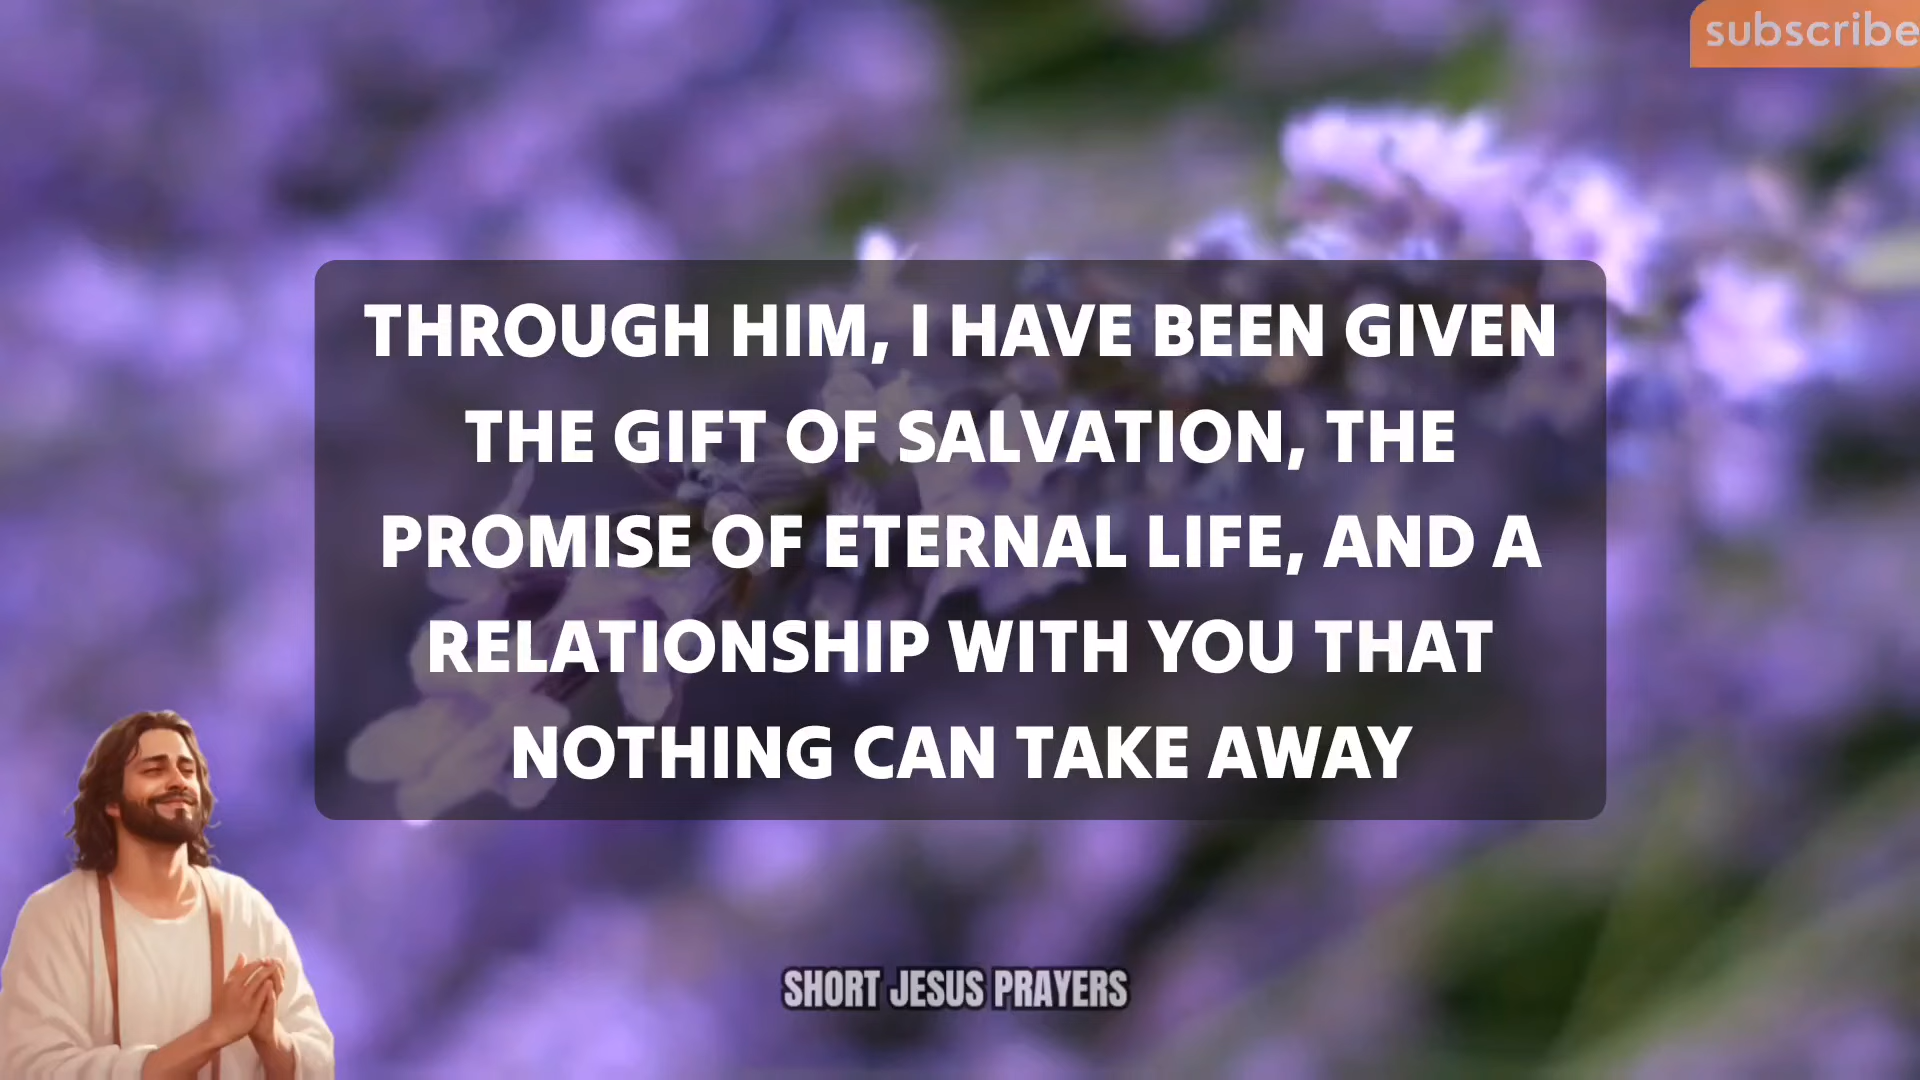 subscribe
THROUGH HIM, I HAVE BEEN GIVEN
THE GIFT OF SALVATION, THE
PROMISE OF ETERNAL LIFE, AND A
RELATIONSHIP WITH YOU THAT
NOTHING CAN TAKE AWAY
SHORT JESUS PRAYERS